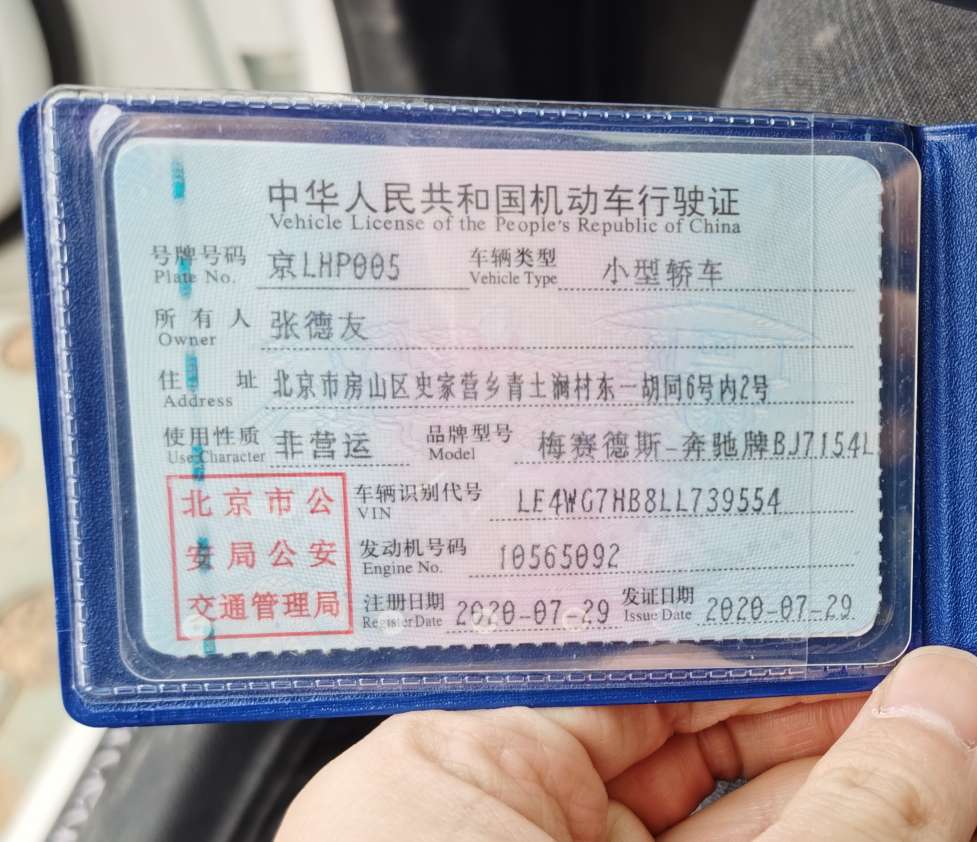 中华人民共和国机动车行驶证
Vehicle License of the People's Republic of China
号牌号码 京LHP005 车辆类型 小型轿车
Plate No. Vehicle Type
所有人 张德友
Owner
住址 北京市房山区史家营乡青土涧村东一胡同6号内2号
Address
使用性质 非营运 品牌型号 梅赛德斯-奔驰牌BJ7154L
Use Character Model
北京市公 车辆识别代号 LE4WG7HB8LL739554
VIN
安局公安 发动机号码 10565092
Engine No.
交通管理局 注册日期 2020-07-29 发证日期 2020-07-29
Register Date Issue Date